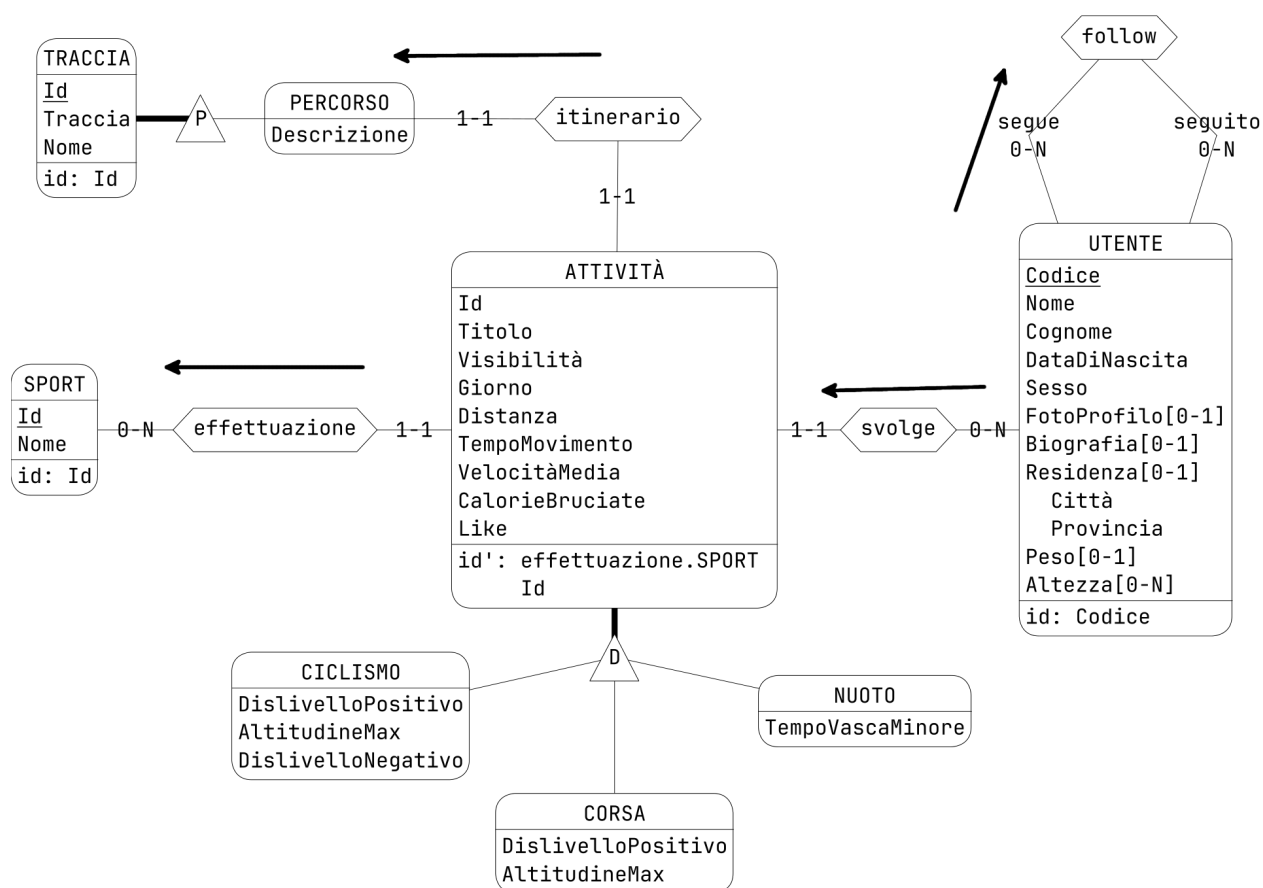 follow
TRACCIA
Id
Traccia
Nome
id: Id
P
PERCORSO
Descrizione
1-1
itinerario
1-1
segue
0-N
seguito
0-N
UTENTE
Codice
Nome
Cognome
DataDiNascita
Sesso
FotoProfilo[0-1]
Biografia[0-1]
Residenza[0-1]
Città
Provincia
Peso[0-1]
Altezza[0-N]
id: Codice
ATTIVITÀ
Id
Titolo
Visibilità
Giorno
Distanza
TempoMovimento
VelocitàMedia
CalorieBruciate
Like
id': effettuazione.SPORT
Id
SPORT
Id
Nome
id: Id
0-N
effettuazione
1-1
1-1
svolge
0-N
D
CICLISMO
DislivelloPositivo
AltitudineMax
DislivelloNegativo
NUOTO
TempoVascaMinore
CORSA
DislivelloPositivo
AltitudineMax